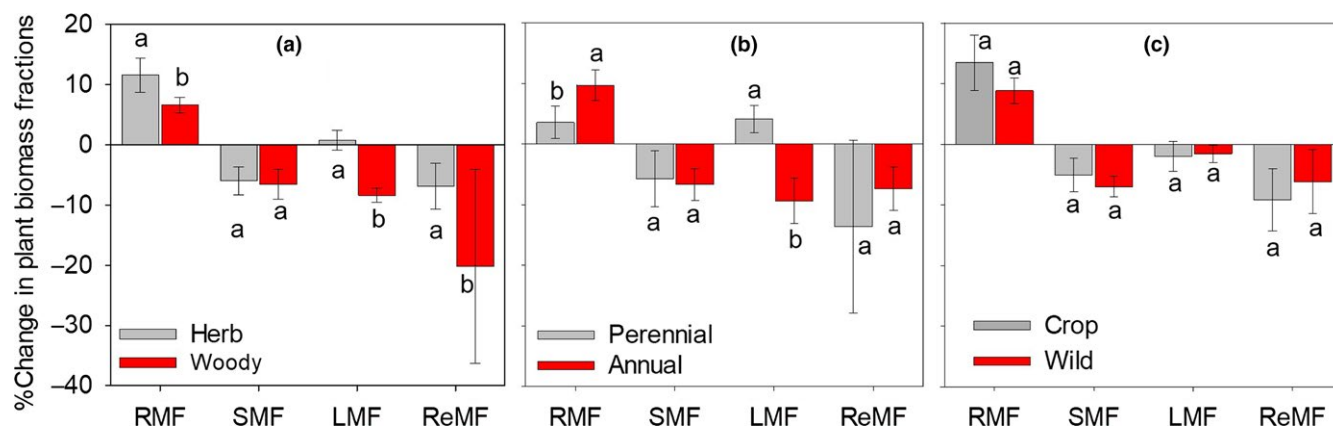 %Change in plant biomass fractions
20
10
0
–10
–20
–30
–40
(a)
a
b
a
a
a
b
a
b
Herb
Woody
RMF SMF LMF ReMF
(b)
b
a
a
a
a
b
a
a
Perennial
Annual
RMF SMF LMF ReMF
(c)
a
a
a
a
a
a
a
a
Crop
Wild
RMF SMF LMF ReMF